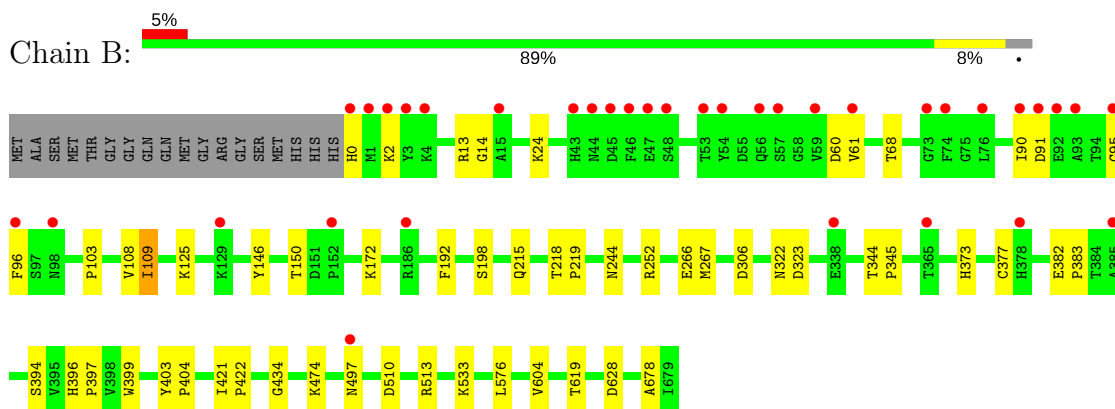 5%
Chain B:
89% 8% •
MET ALA SER MET THR GLY GLY GLN GLN MET GLY ARG GLY SER MET HIS HIS HIS H0 M1 K2 Y3 K4 R13 G14 A15 K24 H43 N44 D45 F46 E47 S48 T53 Y54 D55 Q56 S57 G58 V59 D60 V61 T68 G73 F74 G75 L76 I90 D91 E92 A93 T94 G95
F96 S97 N98 P103 V108 I109 K125 K129 Y146 T150 D151 P152 K172 R186 F192 S198 Q215 T218 P219 N244 R252 E266 M267 D306 N322 D323 E338 T344 P345 T365 H373 C377 H378 E382 P383 T384 A385
S394 V395 H396 P397 V398 W399 Y403 P404 I421 P422 G434 K474 N497 D510 R513 K533 L576 V604 T619 D628 A678 I679